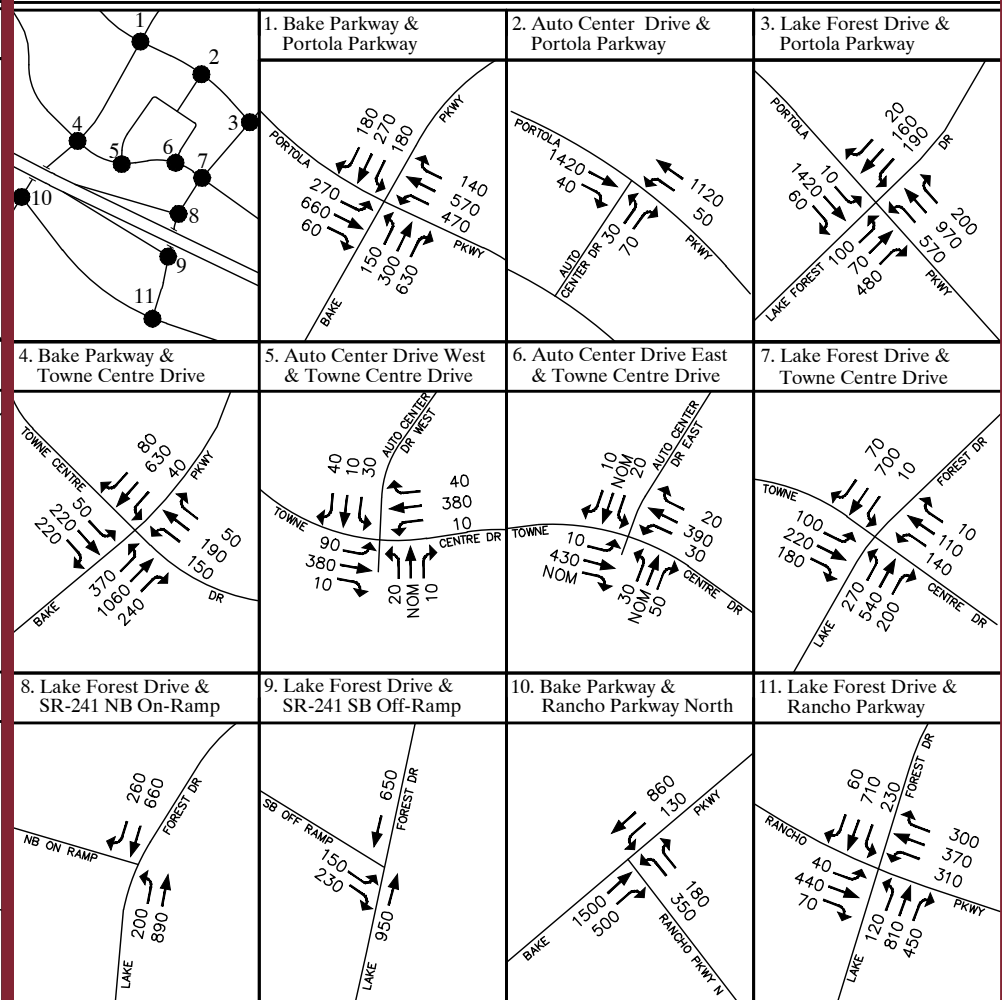 1
2
3
4
5
6
7
8
9
10
11
1. Bake Parkway &
Portola Parkway
180
270
180
PKWY
PORTOLA
270
660
60
140
570
470
PKWY
150
300
630
BAKE
2. Auto Center Drive &
Portola Parkway
PORTOLA
1420
40
1120
50
30
70
PKWY
AUTO
CENTER DR
3. Lake Forest Drive &
Portola Parkway
PORTOLA
20
160
190
DR
10
1420
60
200
970
570
100
70
480
LAKE FOREST
PKWY
4. Bake Parkway &
Towne Centre Drive
TOWNE CENTRE
80
630
40
PKWY
50
220
220
50
190
150
370
1060
240
DR
BAKE
5. Auto Center Drive West
& Towne Centre Drive
AUTO CENTER
DR WEST
40
10
30
40
380
10
TOWNE
CENTRE DR
90
380
10
20
NOM
10
6. Auto Center Drive East
& Towne Centre Drive
AUTO CENTER
DR EAST
10
NOM
20
TOWNE
20
390
30
10
430
NOM
30
NOM
50
CENTRE DR
7. Lake Forest Drive &
Towne Centre Drive
70
700
10
FOREST DR
TOWNE
100
220
180
10
110
140
270
540
200
CENTRE DR
LAKE
8. Lake Forest Drive &
SR-241 NB On-Ramp
260
660
FOREST DR
NB ON RAMP
200
890
LAKE
9. Lake Forest Drive &
SR-241 SB Off-Ramp
650
FOREST DR
SB OFF RAMP
150
230
950
LAKE
10. Bake Parkway &
Rancho Parkway North
860
130
PKWY
1500
500
180
350
BAKE
RANCHO PKWY N
11. Lake Forest Drive &
Rancho Parkway
60
710
230
FOREST DR
RANCHO
300
370
310
40
440
70
PKWY
120
810
450
LAKE